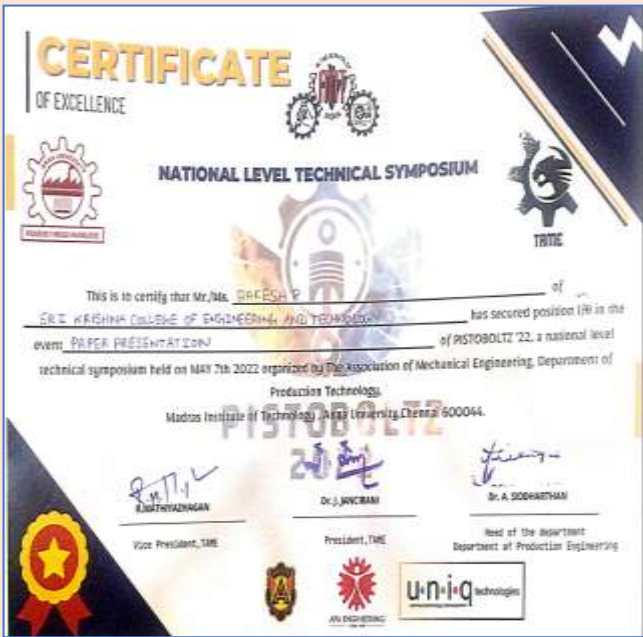 CERTIFICATE
OF EXCELLENCE
NATIONAL LEVEL TECHNICAL SYMPOSIUM
PROGRESS THROUGH KNOWLEDGE
TAME
This is to certify that Mr./Ms. RAKESH P of
SRI KRISHNA COLLEGE OF ENGINEERING AND TECHNOLOGY has secured position in the
event PAPER PRESENTATION of PISTOBOLTZ '22, a national level
technical symposium held on MAY 7th 2022 organized by The Association of Mechanical Engineering, Department of
Production Technology,
Madras Institute of Technology, Anna University, Chennai 600044.
PISTOBOLTZ
R.MATHIYAZHAGAN
Vice President, TAME
Dr. J. JANCIRANI
President, TAME
Dr. A. SIDDHARTHAN
Head of the department
Department of Production Engineering
u·n·i·q technologies